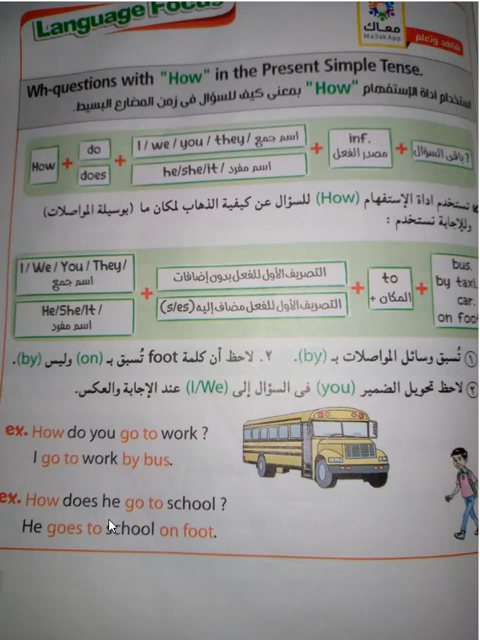 Language Focus
معاك
Ma3ak App
شاهد وتعلم
Wh-questions with "How" in the Present Simple Tense.
استخدام اداة الإستفهام "How" بمعنى كيف للسؤال في زمن المضارع البسيط.
How + do + I / we / you / they / اسم جمع + inf. مصدر الفعل + باقى السؤال ?
does he/she/it / اسم مفرد
تستخدم اداة الإستفهام (How) للسؤال عن كيفية الذهاب لمكان ما (بوسيلة المواصلات)
وللإجابة نستخدم :
I / We / You / They / اسم جمع + التصريف الأول للفعل بدون إضافات + to + المكان + bus.
by taxi.
He/She/It / اسم مفرد التصريف الأول للفعل مضاف إليه (s/es) car.
on foo
① تُسبق وسائل المواصلات بـ (by). ٢. لاحظ أن كلمة foot تُسبق بـ (on) وليس (by).
② لاحظ تحويل الضمير (you) فى السؤال إلى (I/We) عند الإجابة والعكس.
ex. How do you go to work ?
I go to work by bus.
ex. How does he go to school ?
He goes to school on foot.